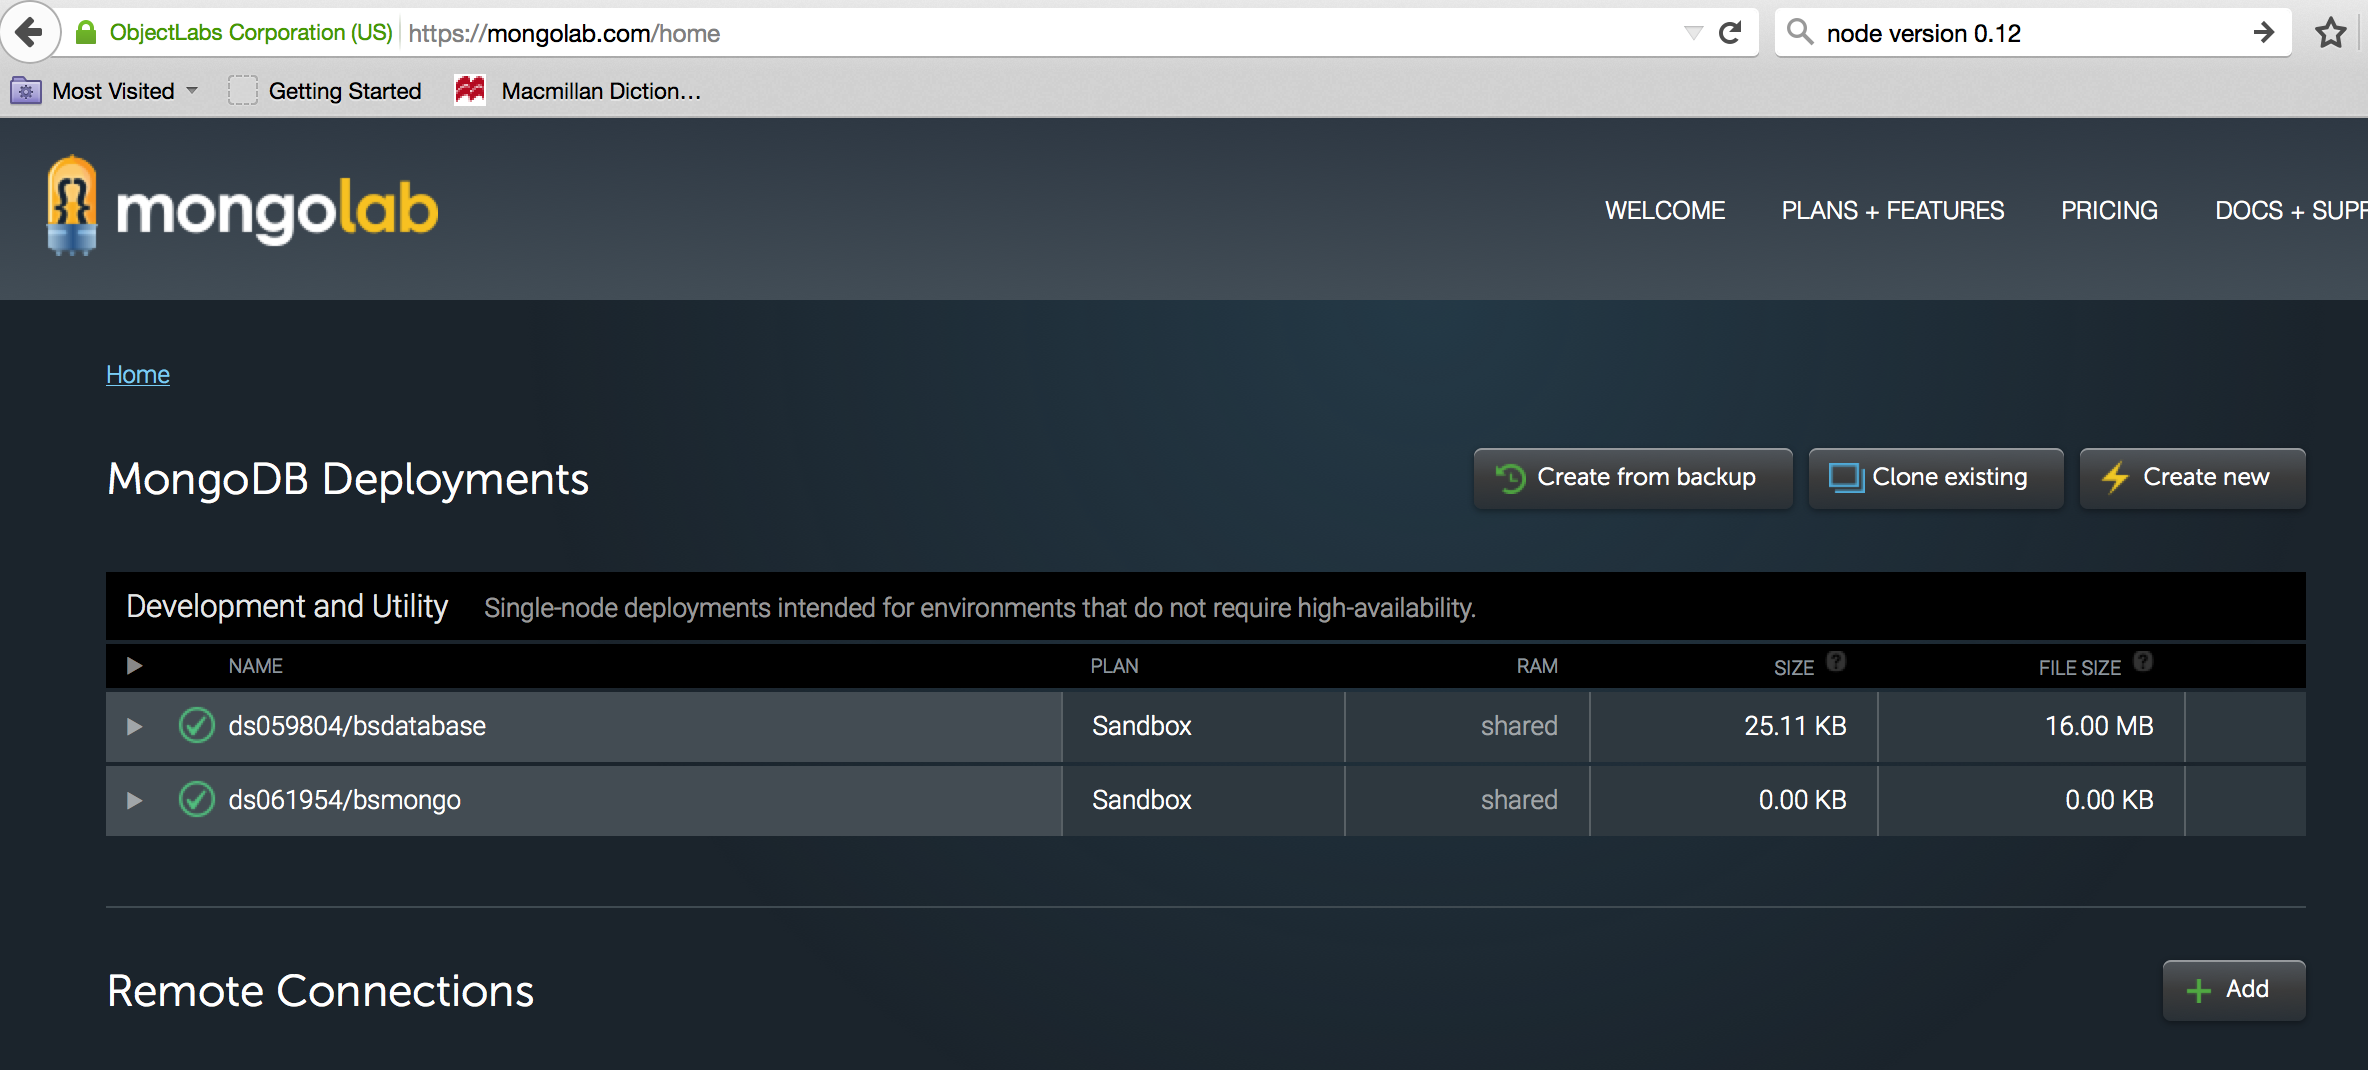 ObjectLabs Corporation (US) https://mongolab.com/home node version 0.12
Most Visited Getting Started Macmillan Diction...
mongolab WELCOME PLANS + FEATURES PRICING DOCS + SUPP
Home
MongoDB Deployments Create from backup Clone existing Create new
Development and Utility Single-node deployments intended for environments that do not require high-availability.
NAME PLAN RAM SIZE ? FILE SIZE ?
ds059804/bsdatabase Sandbox shared 25.11 KB 16.00 MB
ds061954/bsmongo Sandbox shared 0.00 KB 0.00 KB
Remote Connections Add